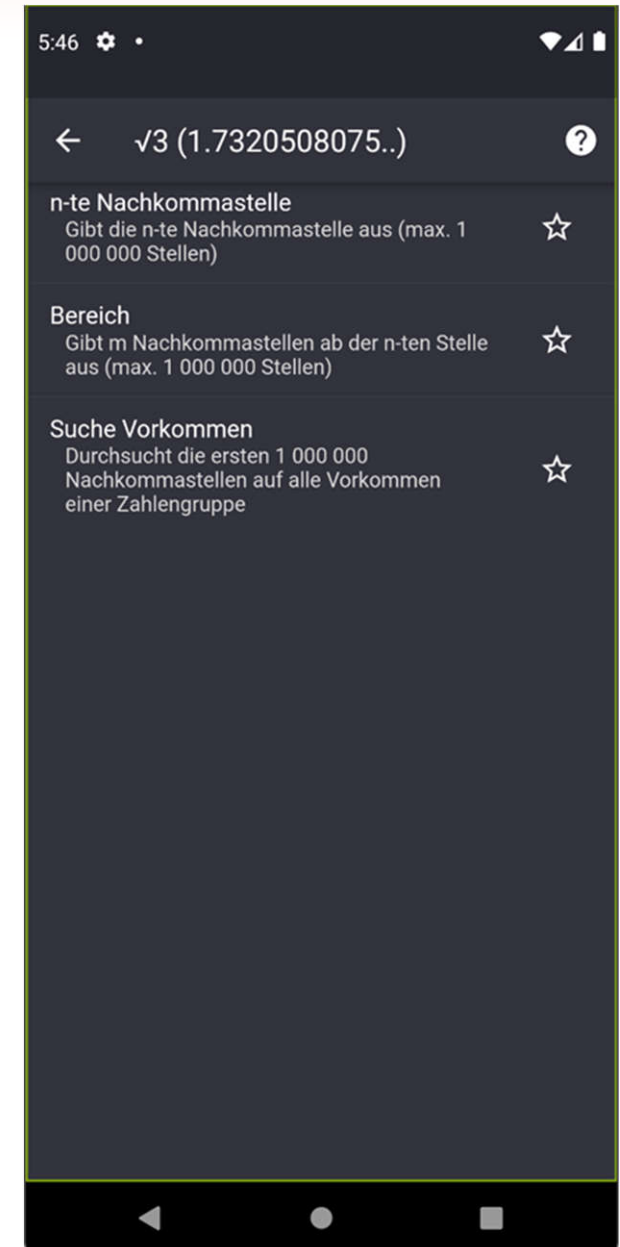 5:46
√3 (1.7320508075..)
n-te Nachkommastelle
Gibt die n-te Nachkommastelle aus (max. 1
000 000 Stellen)
Bereich
Gibt m Nachkommastellen ab der n-ten Stelle
aus (max. 1 000 000 Stellen)
Suche Vorkommen
Durchsucht die ersten 1 000 000
Nachkommastellen auf alle Vorkommen
einer Zahlengruppe